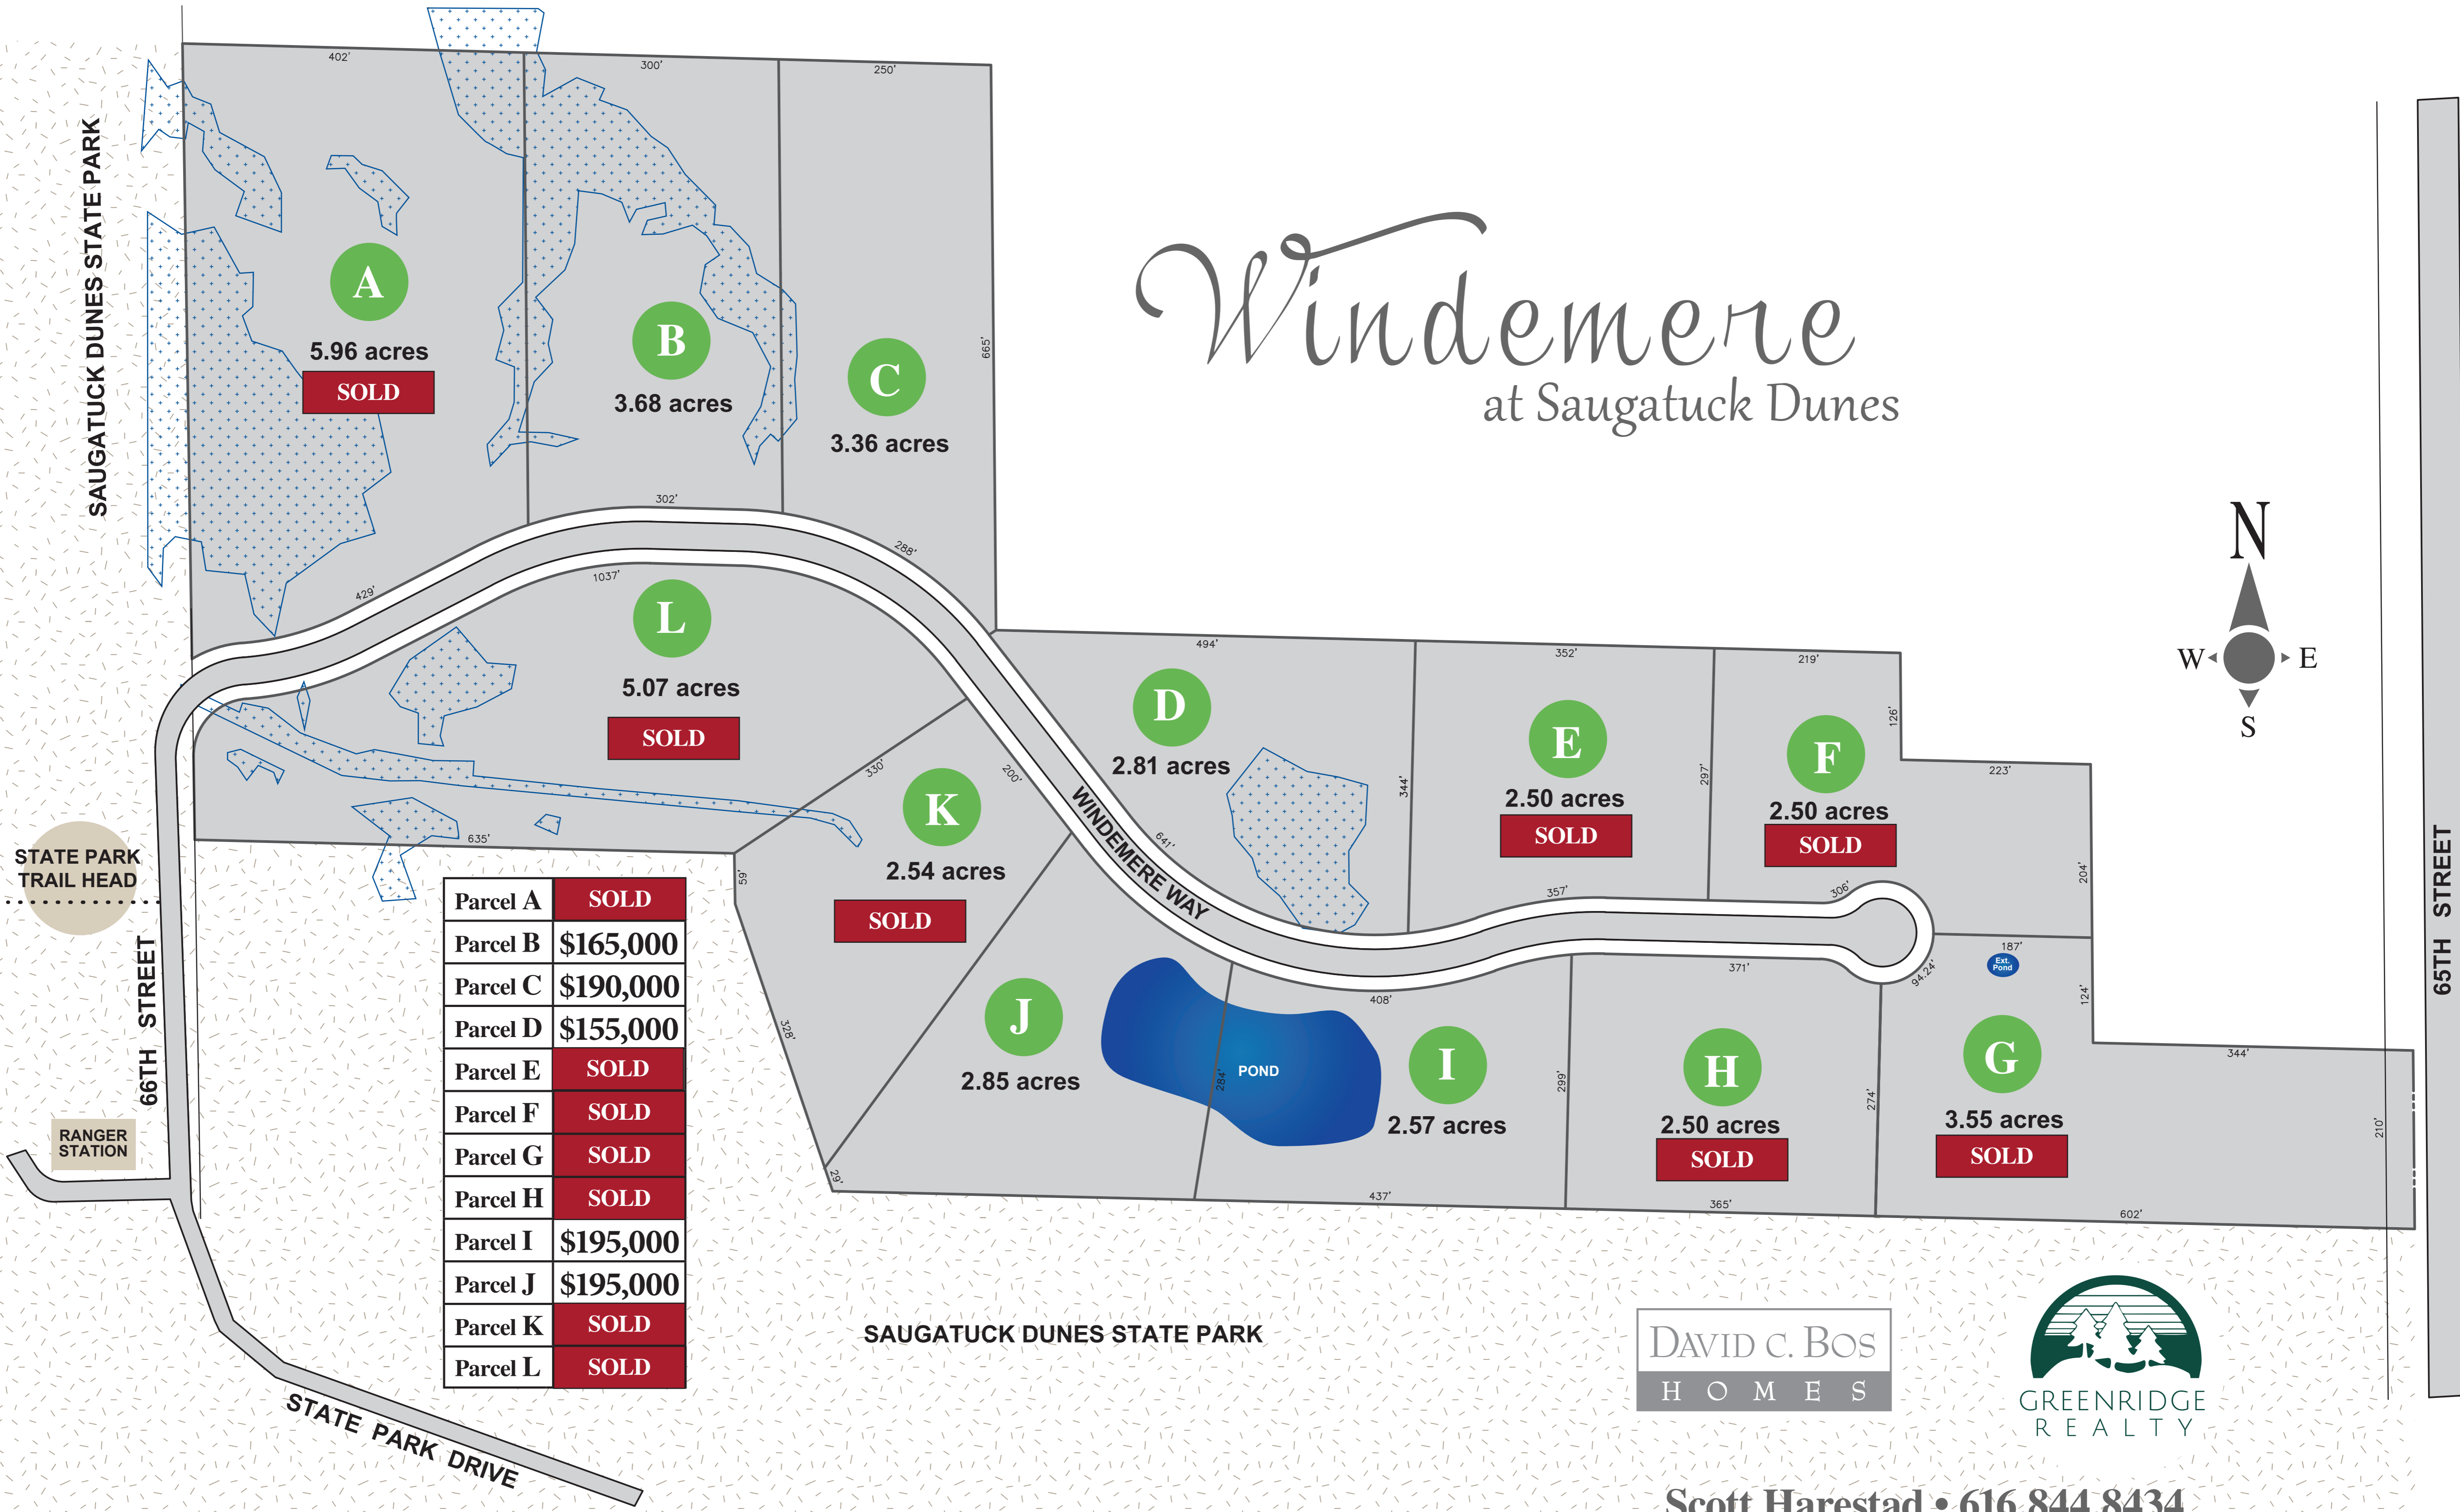 402'
300'
250'
SAUGATUCK DUNES STATE PARK
A
5.96 acres
SOLD
B
3.68 acres
C
3.36 acres
665'
Windemere
at Saugatuck Dunes
N
W E
S
302'
288'
429'
1037'
L
5.07 acres
SOLD
635'
330'
200'
K
2.54 acres
SOLD
59'
328'
29'
494'
D
2.81 acres
641'
WINDEMERE WAY
344'
352'
E
2.50 acres
SOLD
357'
297'
219'
F
2.50 acres
SOLD
306'
126'
223'
204'
187'
Ext.
Pond
94.24'
124'
J
2.85 acres
284'
POND
408'
I
2.57 acres
437'
299'
371'
H
2.50 acres
SOLD
365'
274'
G
3.55 acres
SOLD
344'
210'
602'
65TH STREET
STATE PARK
TRAIL HEAD
66TH STREET
RANGER
STATION
STATE PARK DRIVE
Parcel A SOLD
Parcel B $165,000
Parcel C $190,000
Parcel D $155,000
Parcel E SOLD
Parcel F SOLD
Parcel G SOLD
Parcel H SOLD
Parcel I $195,000
Parcel J $195,000
Parcel K SOLD
Parcel L SOLD
SAUGATUCK DUNES STATE PARK
DAVID C. BOS
HOMES
GREENRIDGE
REALTY
Scott Harestad • 616.844.8434